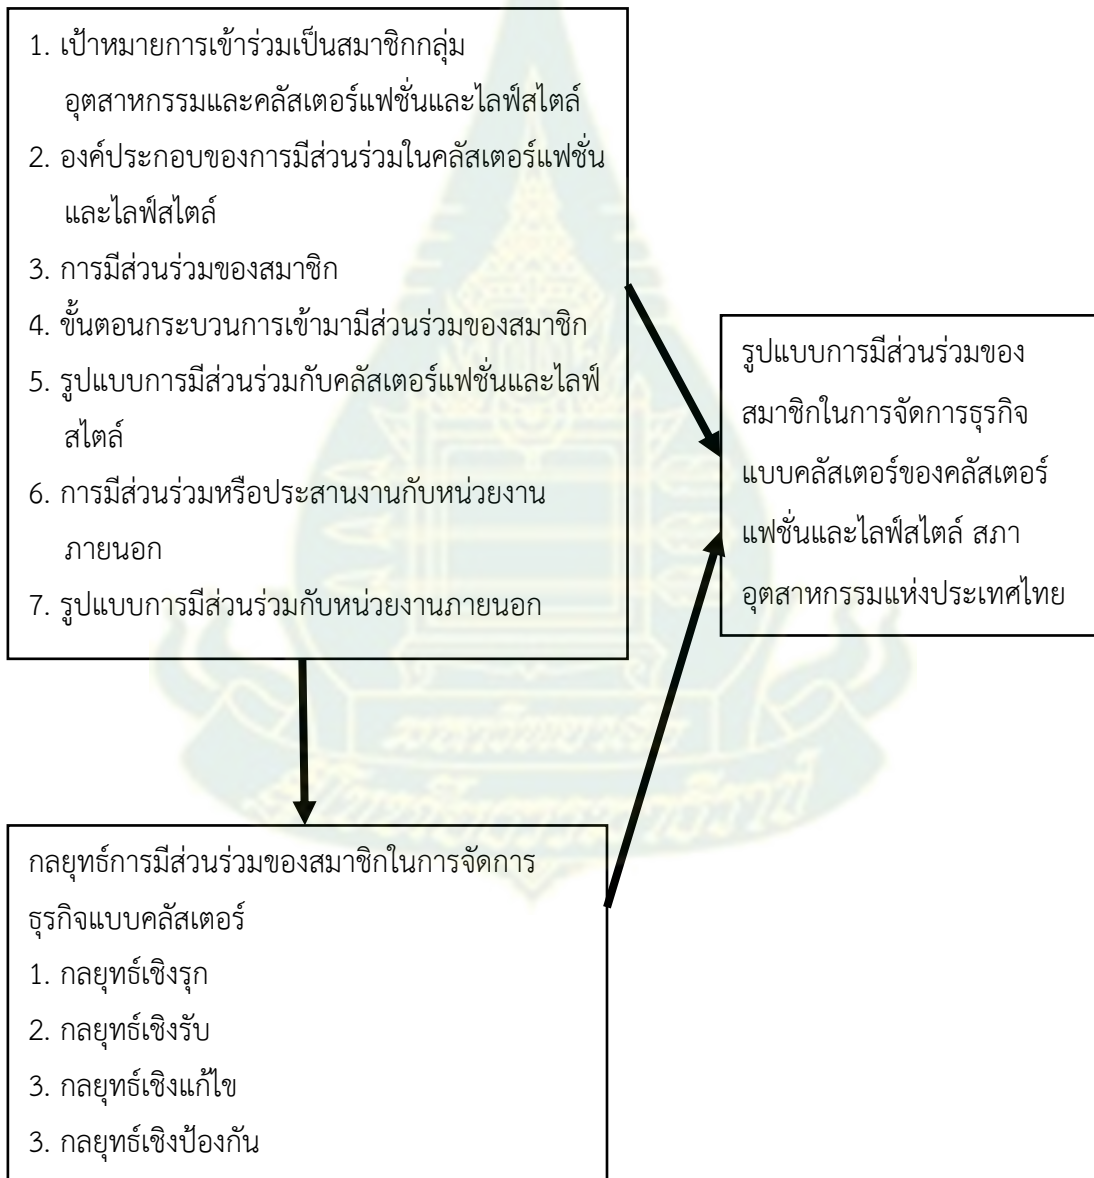 1. เป้าหมายการเข้าร่วมเป็นสมาชิกกลุ่ม
อุตสาหกรรมและคลัสเตอร์แฟชั่นและไลฟ์สไตล์
2. องค์ประกอบของการมีส่วนร่วมในคลัสเตอร์แฟชั่น
และไลฟ์สไตล์
3. การมีส่วนร่วมของสมาชิก
4. ขั้นตอนกระบวนการเข้ามามีส่วนร่วมของสมาชิก
5. รูปแบบการมีส่วนร่วมกับคลัสเตอร์แฟชั่นและไลฟ์
สไตล์
6. การมีส่วนร่วมหรือประสานงานกับหน่วยงาน
ภายนอก
7. รูปแบบการมีส่วนร่วมกับหน่วยงานภายนอก
รูปแบบการมีส่วนร่วมของ
สมาชิกในการจัดการธุรกิจ
แบบคลัสเตอร์ของคลัสเตอร์
แฟชั่นและไลฟ์สไตล์ สภา
อุตสาหกรรมแห่งประเทศไทย
มหาวิทยาลัย
สุโขทัยธรรมาธิราช
กลยุทธ์การมีส่วนร่วมของสมาชิกในการจัดการ
ธุรกิจแบบคลัสเตอร์
1. กลยุทธ์เชิงรุก
2. กลยุทธ์เชิงรับ
3. กลยุทธ์เชิงแก้ไข
3. กลยุทธ์เชิงป้องกัน